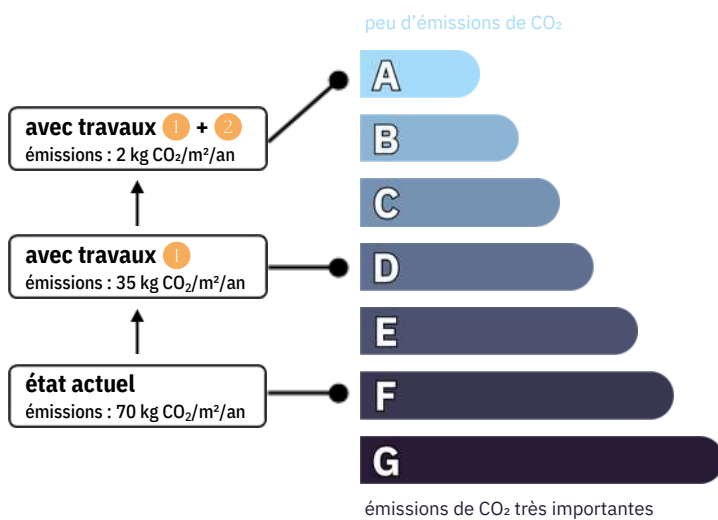 peu d'émissions de CO₂
A
avec travaux 1 + 2
émissions : 2 kg CO₂/m²/an
B
C
avec travaux 1
émissions : 35 kg CO₂/m²/an
D
E
état actuel
émissions : 70 kg CO₂/m²/an
F
G
émissions de CO₂ très importantes